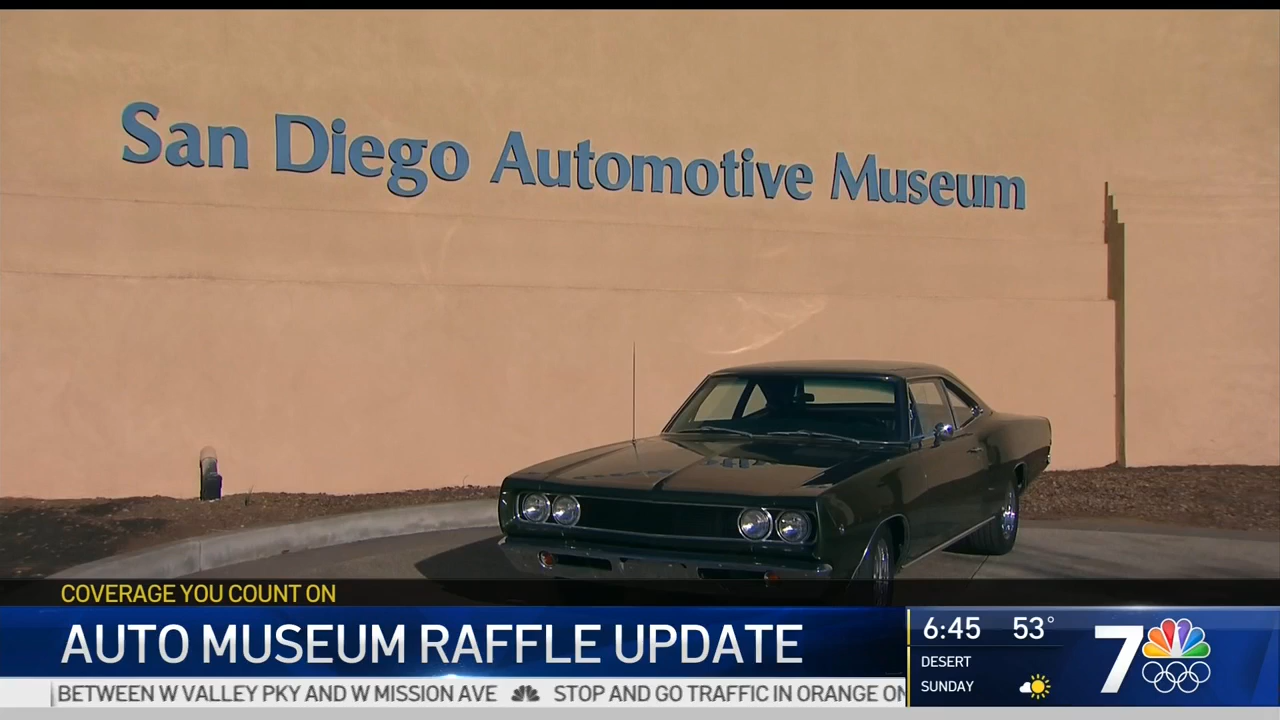 San Diego Automotive Museum
COVERAGE YOU COUNT ON
AUTO MUSEUM RAFFLE UPDATE
6:45 53°
DESERT
SUNDAY
7
BETWEEN W VALLEY PKY AND W MISSION AVE STOP AND GO TRAFFIC IN ORANGE ON